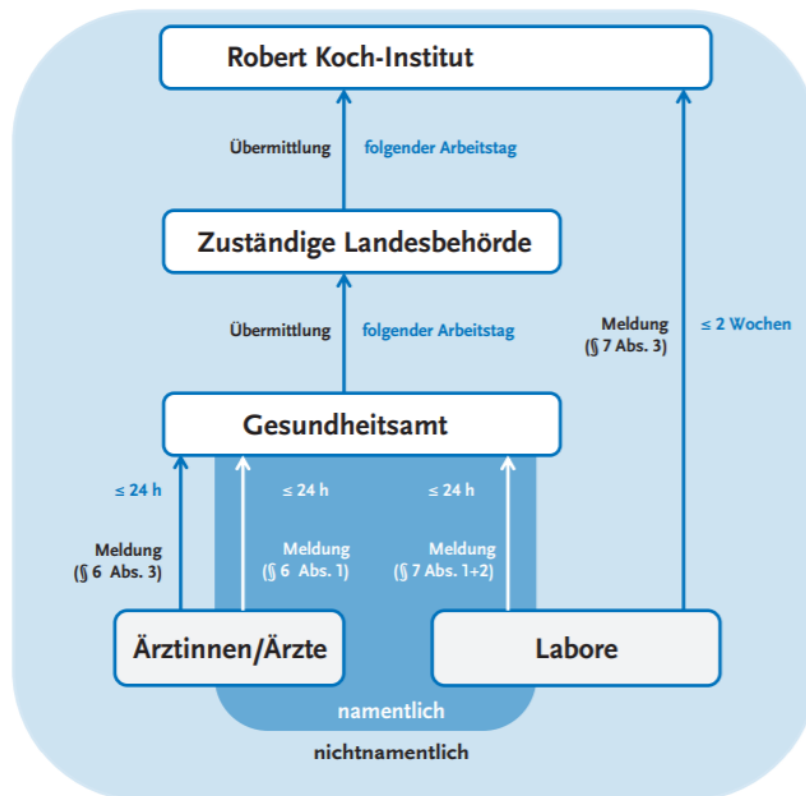 Robert Koch-Institut
Übermittlung folgender Arbeitstag
Zuständige Landesbehörde
Übermittlung folgender Arbeitstag
Meldung
(§ 7 Abs. 3)
≤ 2 Wochen
Gesundheitsamt
≤ 24 h
≤ 24 h
≤ 24 h
Meldung
(§ 6 Abs. 3)
Meldung
(§ 6 Abs. 1)
Meldung
(§ 7 Abs. 1+2)
Ärztinnen/Ärzte
Labore
namentlich
nichtnamentlich